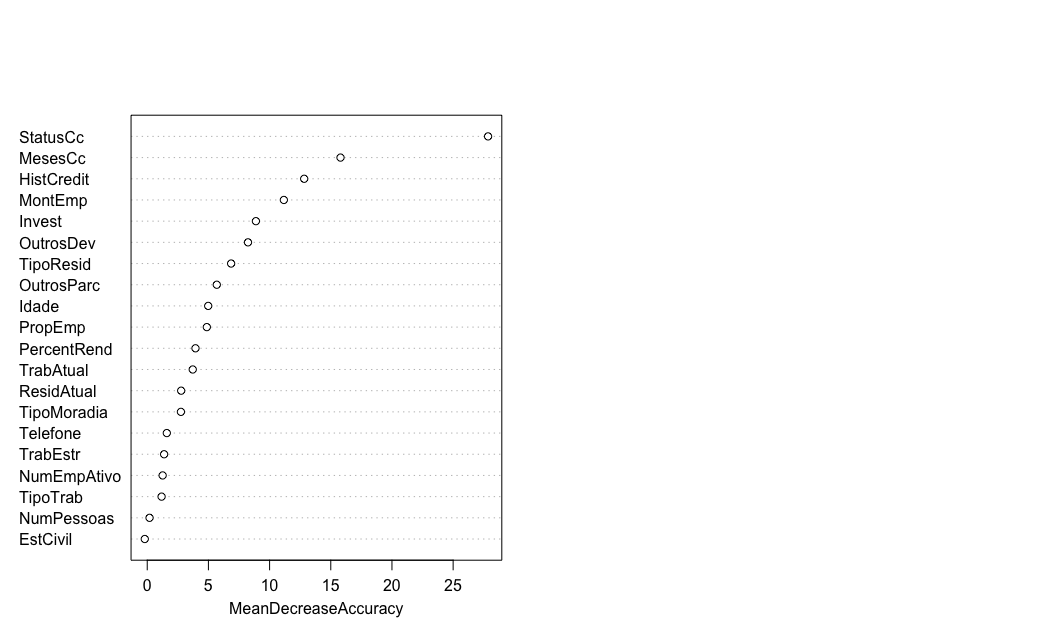 StatusCc
MesesCc
HistCredit
MontEmp
Invest
OutrosDev
TipoResid
OutrosParc
Idade
PropEmp
PercentRend
TrabAtual
ResidAtual
TipoMoradia
Telefone
TrabEstr
NumEmpAtivo
TipoTrab
NumPessoas
EstCivil
0 5 10 15 20 25
MeanDecreaseAccuracy